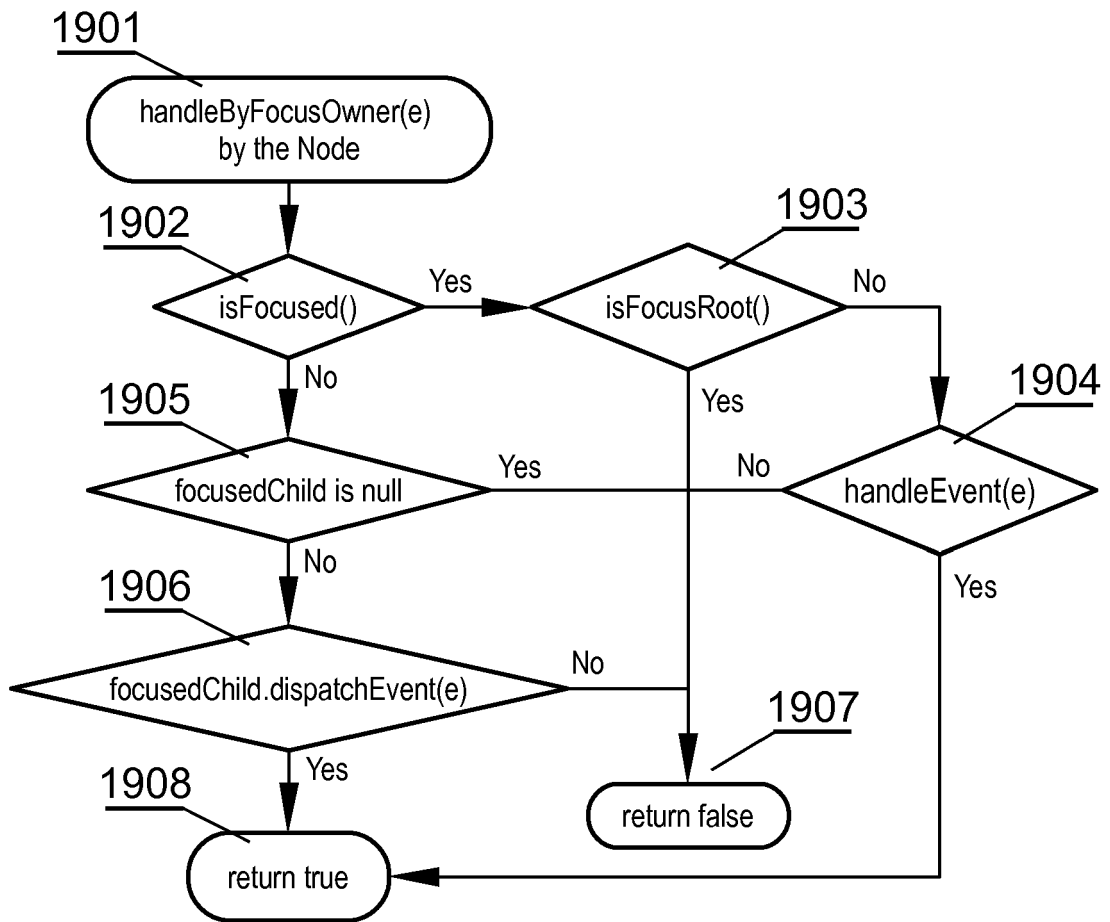 1901
handleByFocusOwner(e)
by the Node
1902
isFocused()
Yes
1903
isFocusRoot()
No
No
Yes
1904
1905
focusedChild is null
Yes
No
handleEvent(e)
No
Yes
1906
focusedChild.dispatchEvent(e)
No
1907
return false
Yes
1908
return true